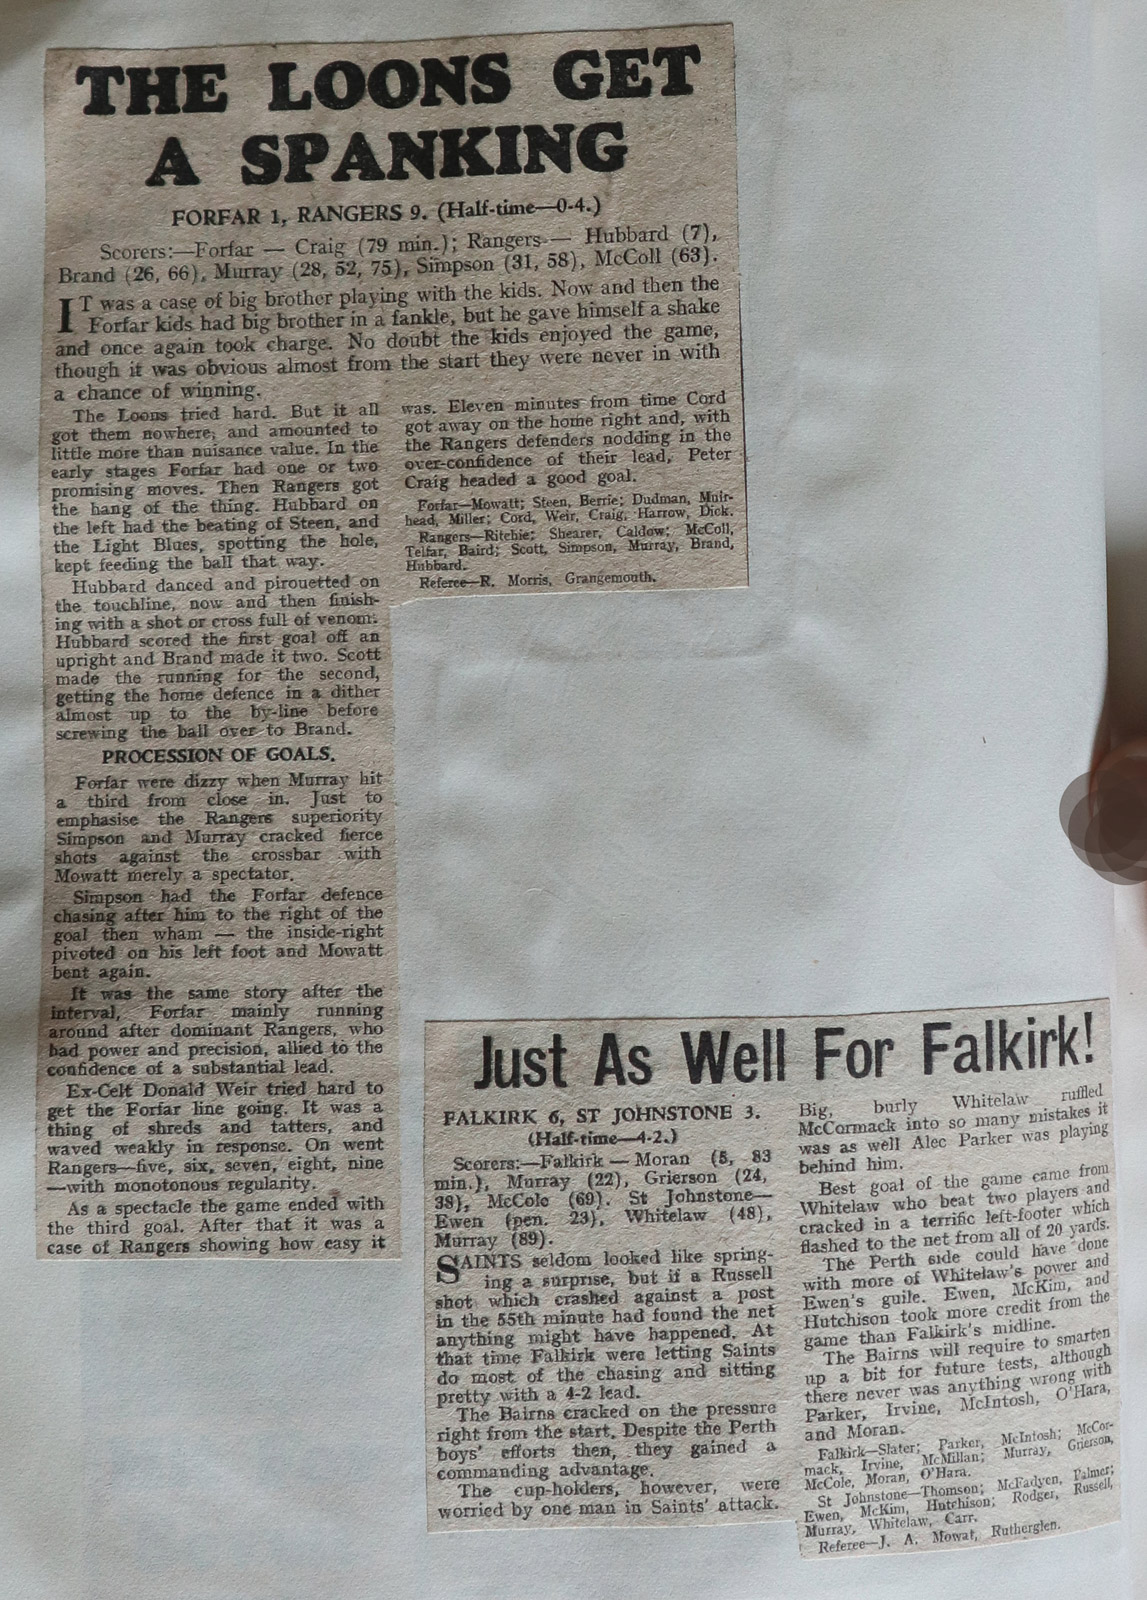 THE LOONS GET
A SPANKING
FORFAR 1, RANGERS 9. (Half-time—0-4.)
Scorers:—Forfar — Craig (79 min.); Rangers — Hubbard (7),
Brand (26, 66), Murray (28, 52, 75), Simpson (31, 58), McColl (63).
IT was a case of big brother playing with the kids. Now and then the
Forfar kids had big brother in a fankle, but he gave himself a shake
and once again took charge. No doubt the kids enjoyed the game,
though it was obvious almost from the start they were never in with
a chance of winning.
The Loons tried hard. But it all
got them nowhere, and amounted to
little more than nuisance value. In the
early stages Forfar had one or two
promising moves. Then Rangers got
the hang of the thing. Hubbard on
the left had the beating of Steen, and
the Light Blues, spotting the hole,
kept feeding the ball that way.
Hubbard danced and pirouetted on
the touchline, now and then finish-
ing with a shot or cross full of venom.
Hubbard scored the first goal off an
upright and Brand made it two. Scott
made the running for the second,
getting the home defence in a dither
almost up to the by-line before
screwing the ball over to Brand.
PROCESSION OF GOALS.
Forfar were dizzy when Murray hit
a third from close in. Just to
emphasise the Rangers superiority
Simpson and Murray cracked fierce
shots against the crossbar with
Mowatt merely a spectator.
Simpson had the Forfar defence
chasing after him to the right of the
goal then wham — the inside-right
pivoted on his left foot and Mowatt
bent again.
It was the same story after the
interval, Forfar mainly running
around after dominant Rangers, who
had power and precision, allied to the
confidence of a substantial lead.
Ex-Celt Donald Weir tried hard to
get the Forfar line going. It was a
thing of shreds and tatters, and
waved weakly in response. On went
Rangers—five, six, seven, eight, nine
—with monotonous regularity.
As a spectacle the game ended with
the third goal. After that it was a
case of Rangers showing how easy it
was. Eleven minutes from time Cord
got away on the home right and, with
the Rangers defenders nodding in the
over-confidence of their lead, Peter
Craig headed a good goal.
Forfar—Mowatt; Steen, Berrie; Dudman, Muir-
head, Miller; Cord, Weir, Craig, Harrow, Dick.
Rangers—Ritchie; Shearer, Caldow; McColl,
Telfar, Baird; Scott, Simpson, Murray, Brand,
Hubbard.
Referee—R. Morris, Grangemouth.
Just As Well For Falkirk!
FALKIRK 6, ST JOHNSTONE 3.
(Half-time—4-2.)
Scorers:—Falkirk — Moran (5, 83
min.), Murray (22), Grierson (24,
38), McCole (69). St Johnstone—
Ewen (pen. 23), Whitelaw (48),
Murray (89).
SAINTS seldom looked like spring-
ing a surprise, but if a Russell
shot which crashed against a post
in the 55th minute had found the net
anything might have happened. At
that time Falkirk were letting Saints
do most of the chasing and sitting
pretty with a 4-2 lead.
The Bairns cracked on the pressure
right from the start. Despite the Perth
boys' efforts then, they gained a
commanding advantage.
The cup-holders, however, were
worried by one man in Saints' attack.
Big, burly Whitelaw ruffled
McCormack into so many mistakes it
was as well Alec Parker was playing
behind him.
Best goal of the game came from
Whitelaw who beat two players and
cracked in a terrific left-footer which
flashed to the net from all of 20 yards.
The Perth side could have done
with more of Whitelaw's power and
Ewen's guile. Ewen, McKim, and
Hutchison took more credit from the
game than Falkirk's midline.
The Bairns will require to smarten
up a bit for future tests, although
there never was anything wrong with
Parker, Irvine, McIntosh, O'Hara,
and Moran.
Falkirk—Slater; Parker, McIntosh; McCor-
mack, Irvine, McMillan; Murray, Grierson,
McCole, Moran, O'Hara.
St Johnstone—Thomson; McFadyen, Palmer;
Ewen, McKim, Hutchison; Rodger, Russell,
Murray, Whitelaw, Carr.
Referee—J. A. Mowat, Rutherglen.